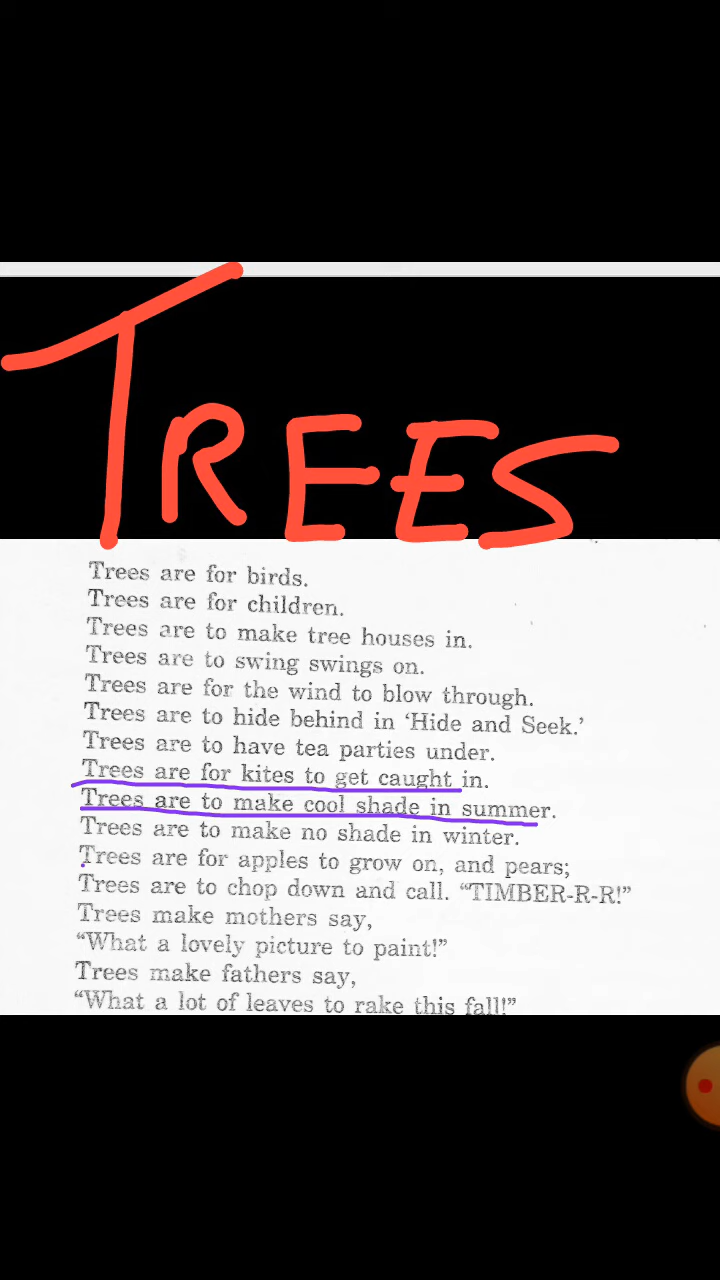 TREES
Trees are for birds.
Trees are for children.
Trees are to make tree houses in.
Trees are to swing swings on.
Trees are for the wind to blow through.
Trees are to hide behind in ‘Hide and Seek.’
Trees are to have tea parties under.
Trees are for kites to get caught in.
Trees are to make cool shade in summer.
Trees are to make no shade in winter.
Trees are for apples to grow on, and pears;
Trees are to chop down and call. “TIMBER-R-R!”
Trees make mothers say,
“What a lovely picture to paint!”
Trees make fathers say,
“What a lot of leaves to rake this fall!”